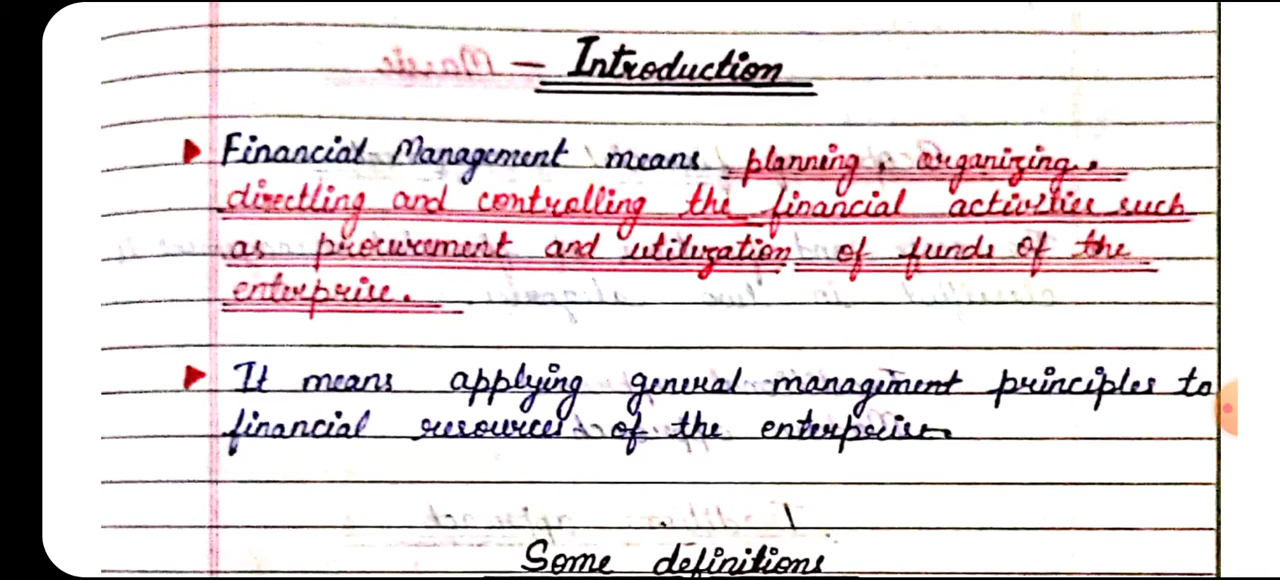 — Introduction
Financial Management means planning, organizing,
directling and controlling the financial activities such
as procurement and utilization of funds of the
enterprise.
It means applying general management principles to
financial resources of the enterprise.
Some definitions